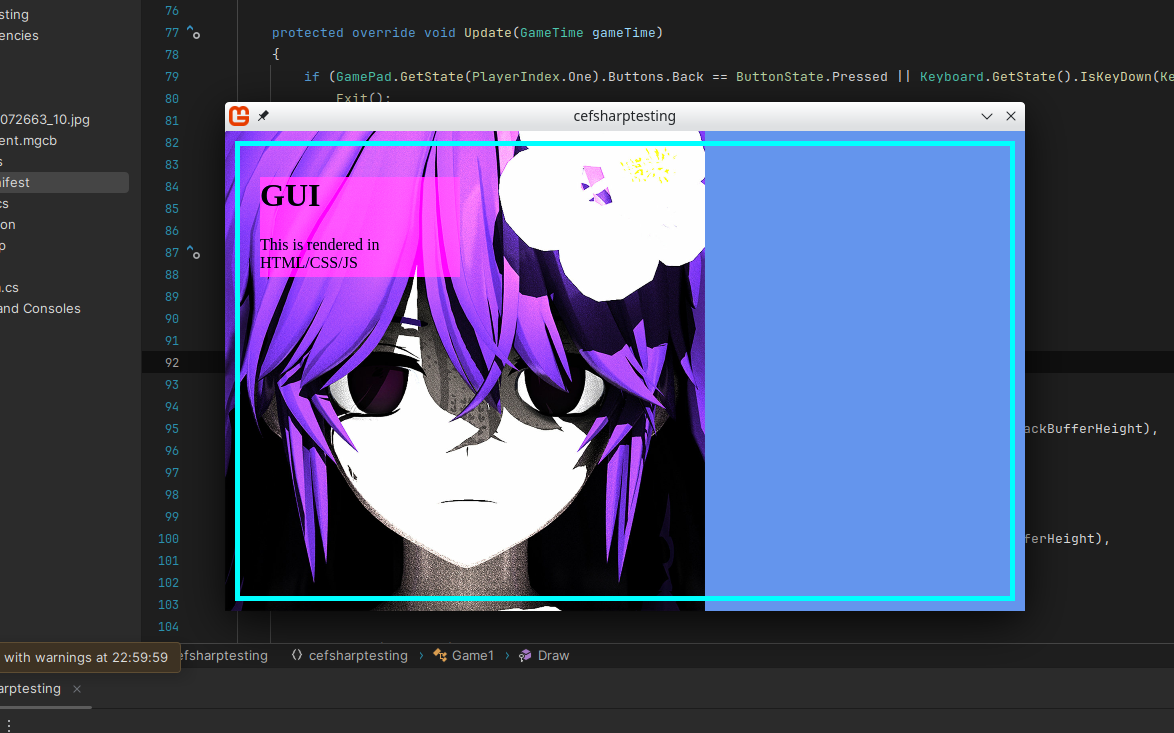 sting
76
encies
77 protected override void Update(GameTime gameTime)
78 {
79 if (GamePad.GetState(PlayerIndex.One).Buttons.Back == ButtonState.Pressed || Keyboard.GetState().IsKeyDown(Ke
80 Exit();
072663_10.jpg
81
cefsharptesting
ent.mgcb
82
s
83
ifest
84
GUI
cs
85
on
86
p
87
This is rendered in
HTML/CSS/JS
88
.cs
89
and Consoles
90
91
92
93
94
95 ackBufferHeight),
96
97
98
99
100 ferHeight),
101
102
103
104
with warnings at 22:59:59
efsharptesting
cefsharptesting › Game1 › Draw
arptesting